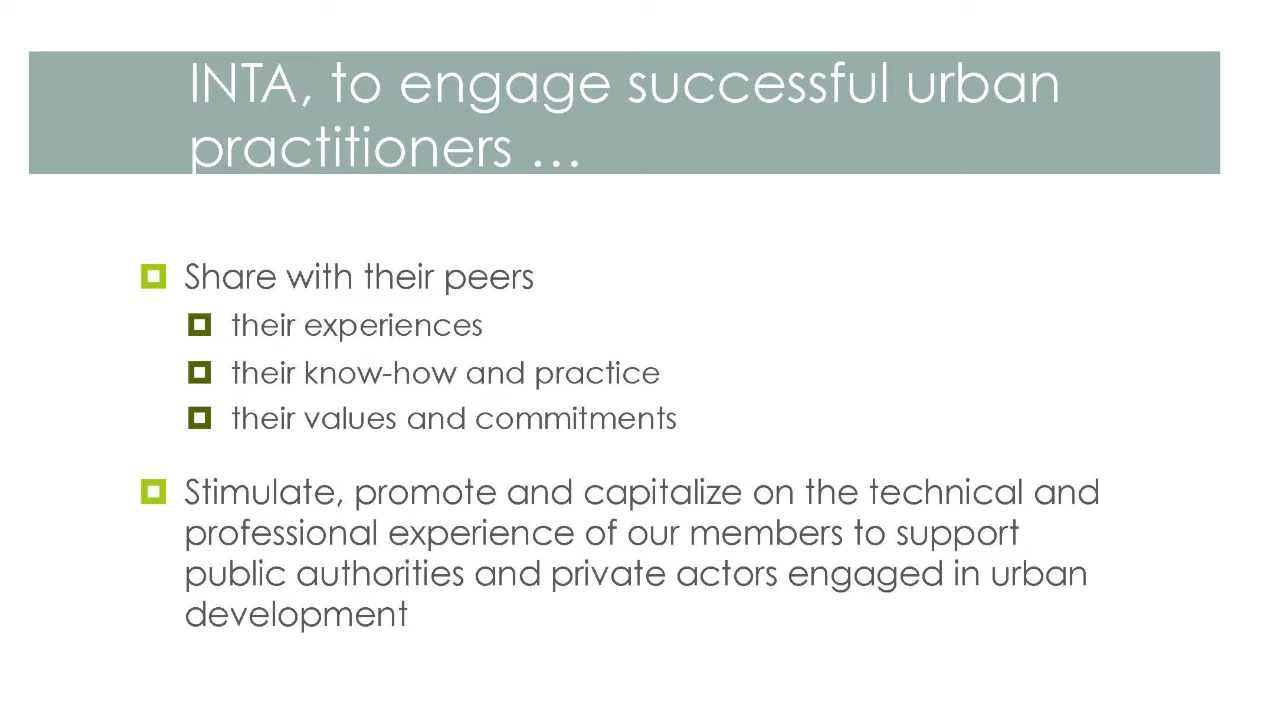 INTA, to engage successful urban
practitioners …
Share with their peers
their experiences
their know-how and practice
their values and commitments
Stimulate, promote and capitalize on the technical and
professional experience of our members to support
public authorities and private actors engaged in urban
development